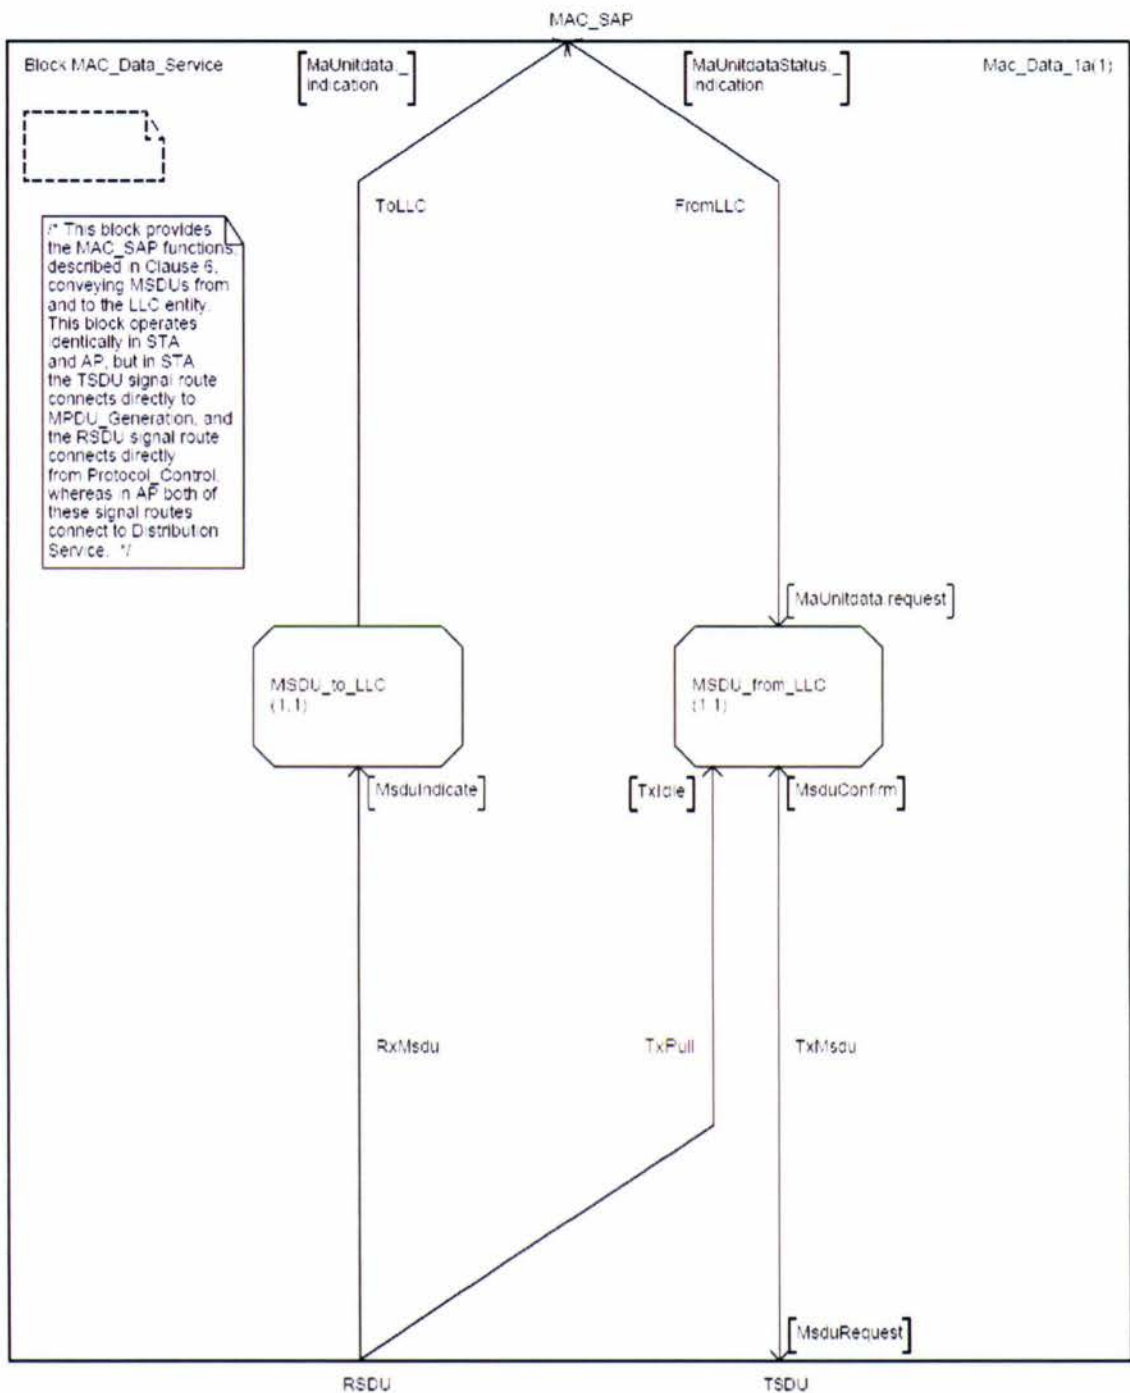 MAC_SAP
Block MAC_Data_Service
[MaUnitdata._
indication]
[MaUnitdataStatus._
indication]
Mac_Data_1a(1)
ToLLC
FromLLC
/* This block provides
the MAC_SAP functions
described in Clause 6,
conveying MSDUs from
and to the LLC entity.
This block operates
identically in STA
and AP, but in STA
the TSDU signal route
connects directly to
MPDU_Generation, and
the RSDU signal route
connects directly
from Protocol_Control,
whereas in AP both of
these signal routes
connect to Distribution
Service. */
[MaUnitdata.request]
MSDU_to_LLC
(1,1)
MSDU_from_LLC
(1,1)
[MsduIndicate]
[TxIdle]
[MsduConfirm]
RxMsdu
TxPull
TxMsdu
[MsduRequest]
RSDU
TSDU